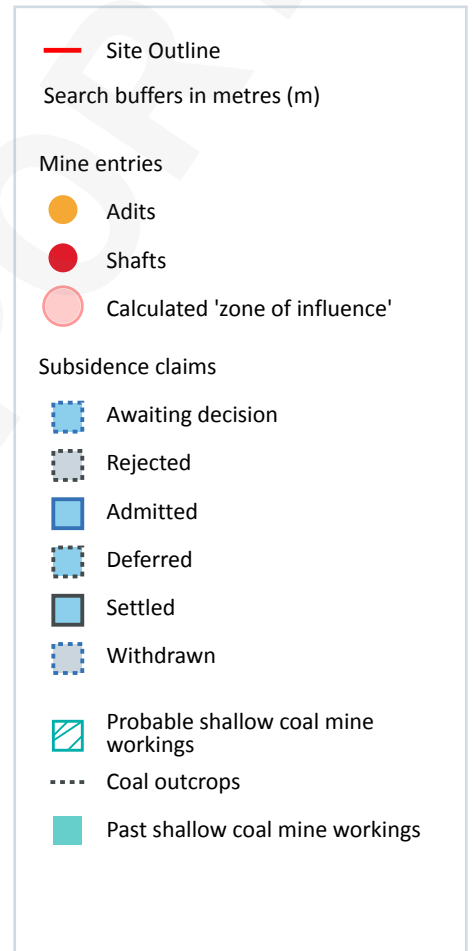 Site Outline
Search buffers in metres (m)
Mine entries
Adits
Shafts
Calculated 'zone of influence'
Subsidence claims
Awaiting decision
Rejected
Admitted
Deferred
Settled
Withdrawn
Probable shallow coal mine
workings
Coal outcrops
Past shallow coal mine workings